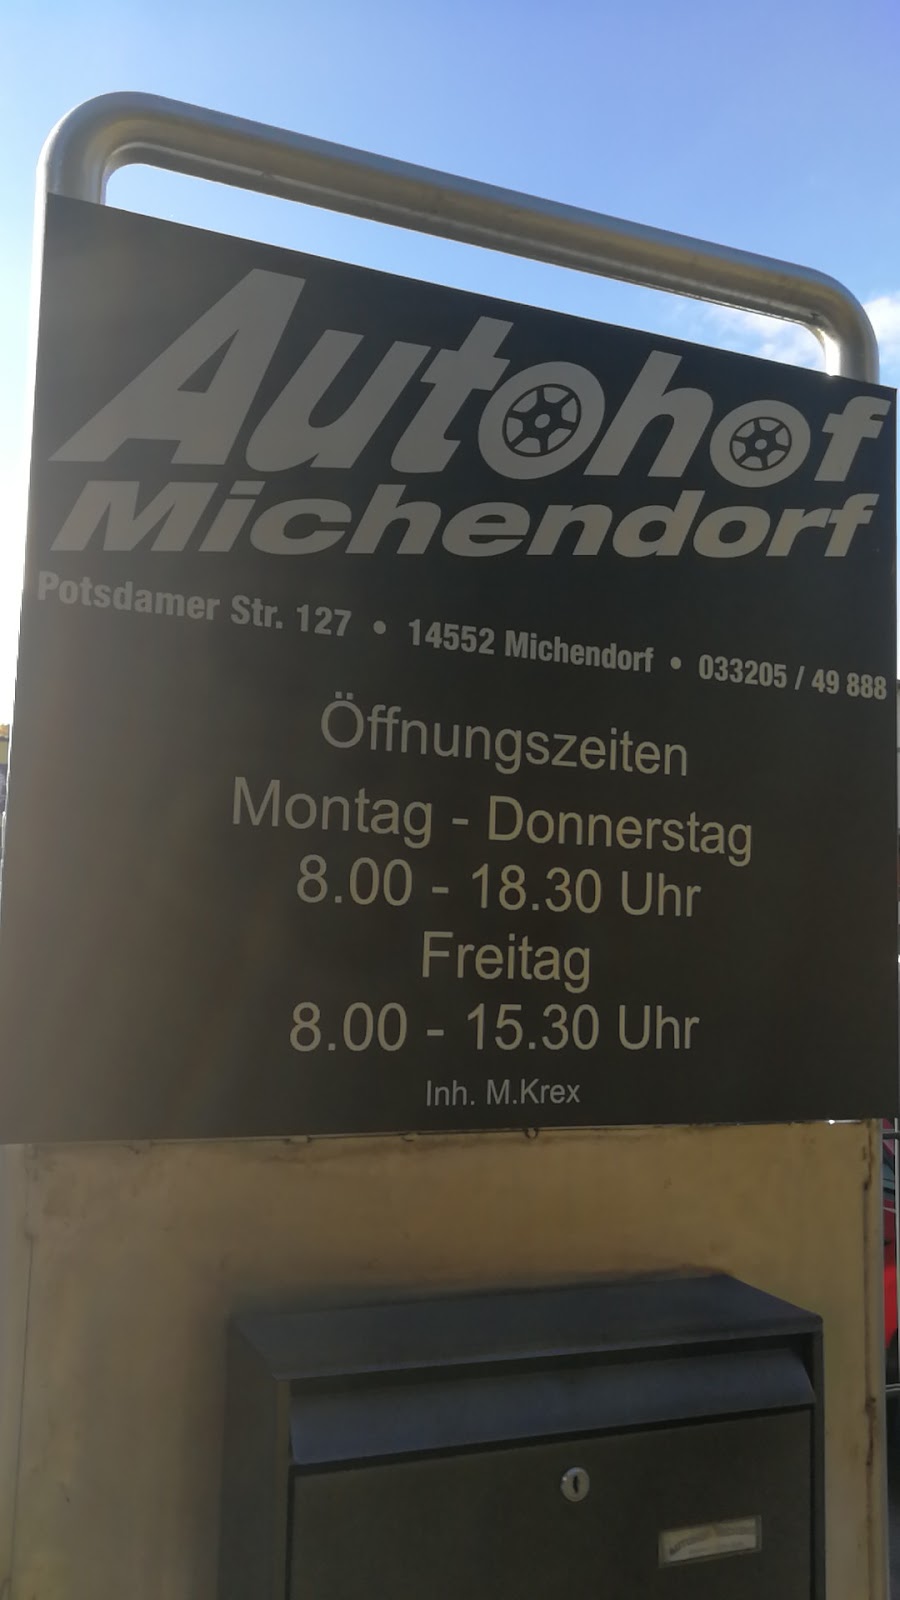 Autohof
Michendorf
Potsdamer Str. 127 • 14552 Michendorf • 033205 / 49 888
Öffnungszeiten
Montag - Donnerstag
8.00 - 18.30 Uhr
Freitag
8.00 - 15.30 Uhr
Inh. M.Krex